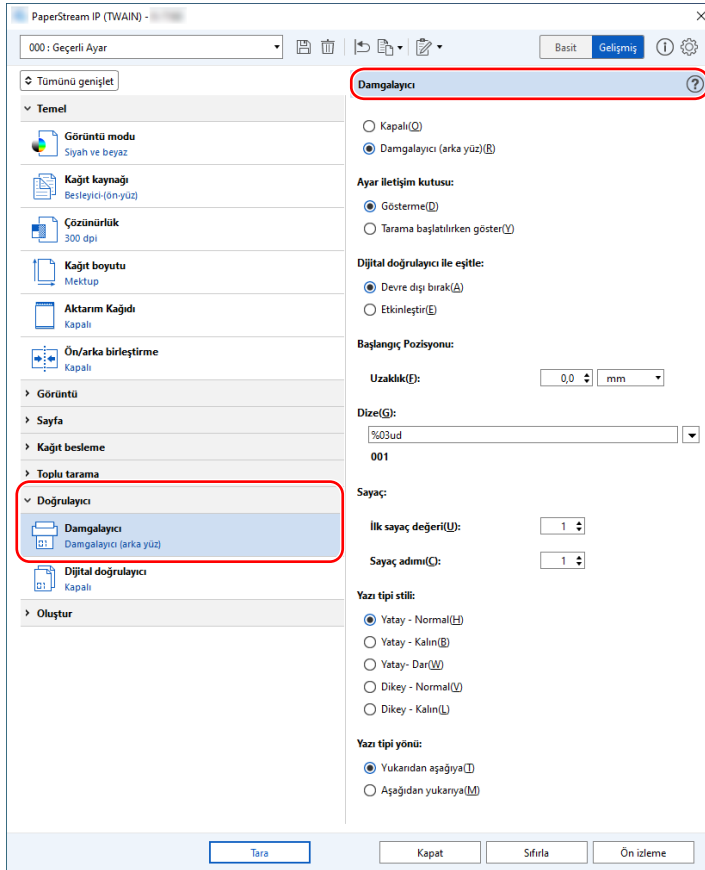 PaperStream IP (TWAIN) -
000 : Geçerli Ayar
Basit
Gelişmiş
Tümünü genişlet
Temel
Görüntü modu
Siyah ve beyaz
Kağıt kaynağı
Besleyici-(ön-yüz)
Çözünürlük
300 dpi
Kağıt boyutu
Mektup
Aktarım Kağıdı
Kapalı
Ön/arka birleştirme
Kapalı
Görüntü
Sayfa
Kağıt besleme
Toplu tarama
Doğrulayıcı
Damgalayıcı
Damgalayıcı (arka yüz)
Dijital doğrulayıcı
Kapalı
Oluştur
Damgalayıcı
Kapalı(O)
Damgalayıcı (arka yüz)(R)
Ayar iletişim kutusu:
Gösterme(D)
Tarama başlatılırken göster(Y)
Dijital doğrulayıcı ile eşitle:
Devre dışı bırak(A)
Etkinleştir(E)
Başlangıç Pozisyonu:
Uzaklık(F): 0,0 mm
Dize(G):
%03ud
001
Sayaç:
İlk sayaç değeri(U): 1
Sayaç adımı(C): 1
Yazı tipi stili:
Yatay - Normal(H)
Yatay - Kalın(B)
Yatay- Dar(W)
Dikey - Normal(V)
Dikey - Kalın(L)
Yazı tipi yönü:
Yukarıdan aşağıya(T)
Aşağıdan yukarıya(M)
Tara
Kapat
Sıfırla
Ön izleme